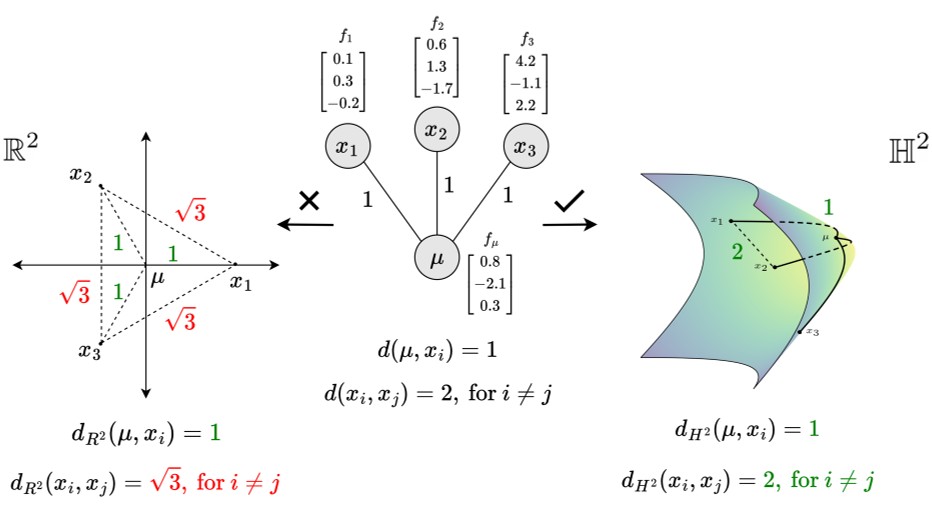 f₁
0.1
0.3
−0.2
x₁
f₂
0.6
1.3
−1.7
x₂
f₃
4.2
−1.1
2.2
x₃
1
1
1
μ
f_μ
0.8
−2.1
0.3
d(μ, xᵢ) = 1
d(xᵢ, xⱼ) = 2, for i ≠ j
ℝ²
x₂
√3
1
1
μ
x₁
√3
1
√3
x₃
d_{R²}(μ, xᵢ) = 1
d_{R²}(xᵢ, xⱼ) = √3, for i ≠ j
ℍ²
1
x₁
μ
2
x₂
x₃
d_{H²}(μ, xᵢ) = 1
d_{H²}(xᵢ, xⱼ) = 2, for i ≠ j